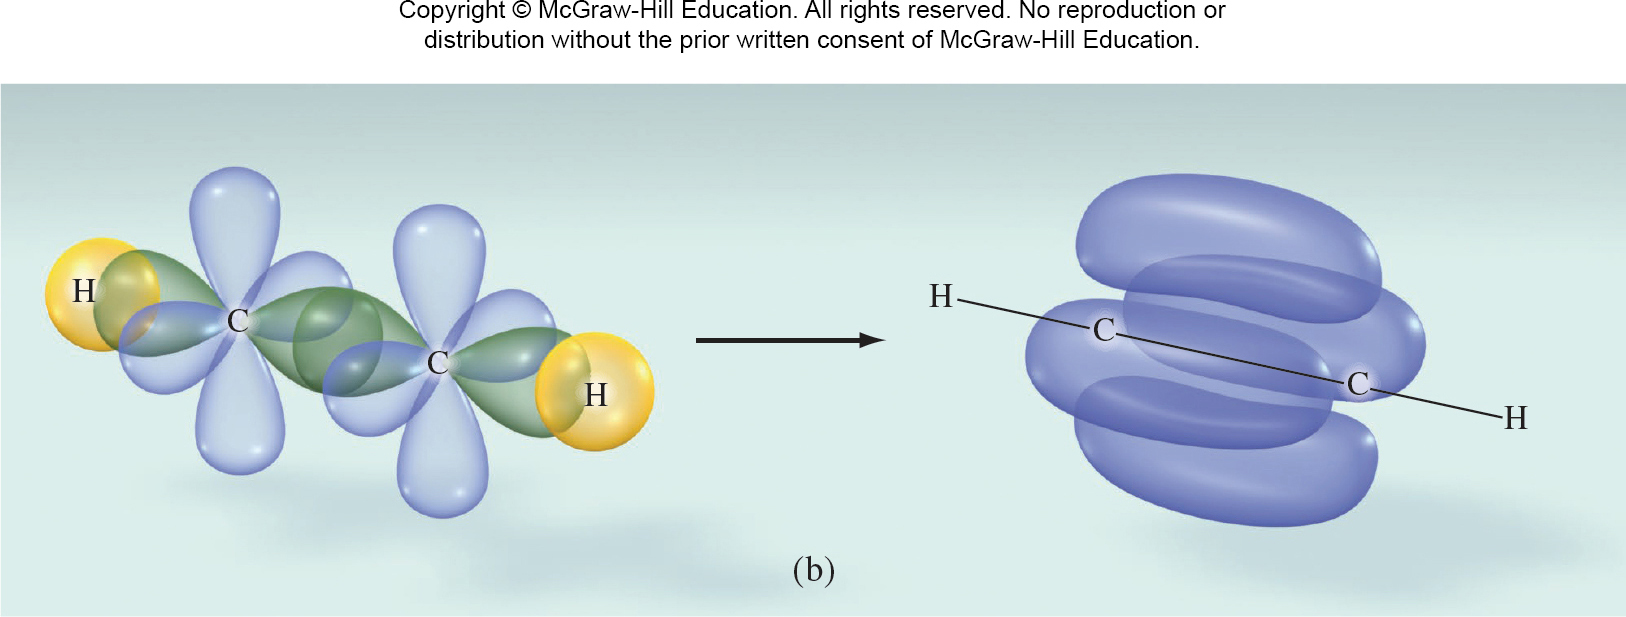 Copyright © McGraw-Hill Education. All rights reserved. No reproduction or
distribution without the prior written consent of McGraw-Hill Education.
H
C
C
H
H
C
C
H
(b)